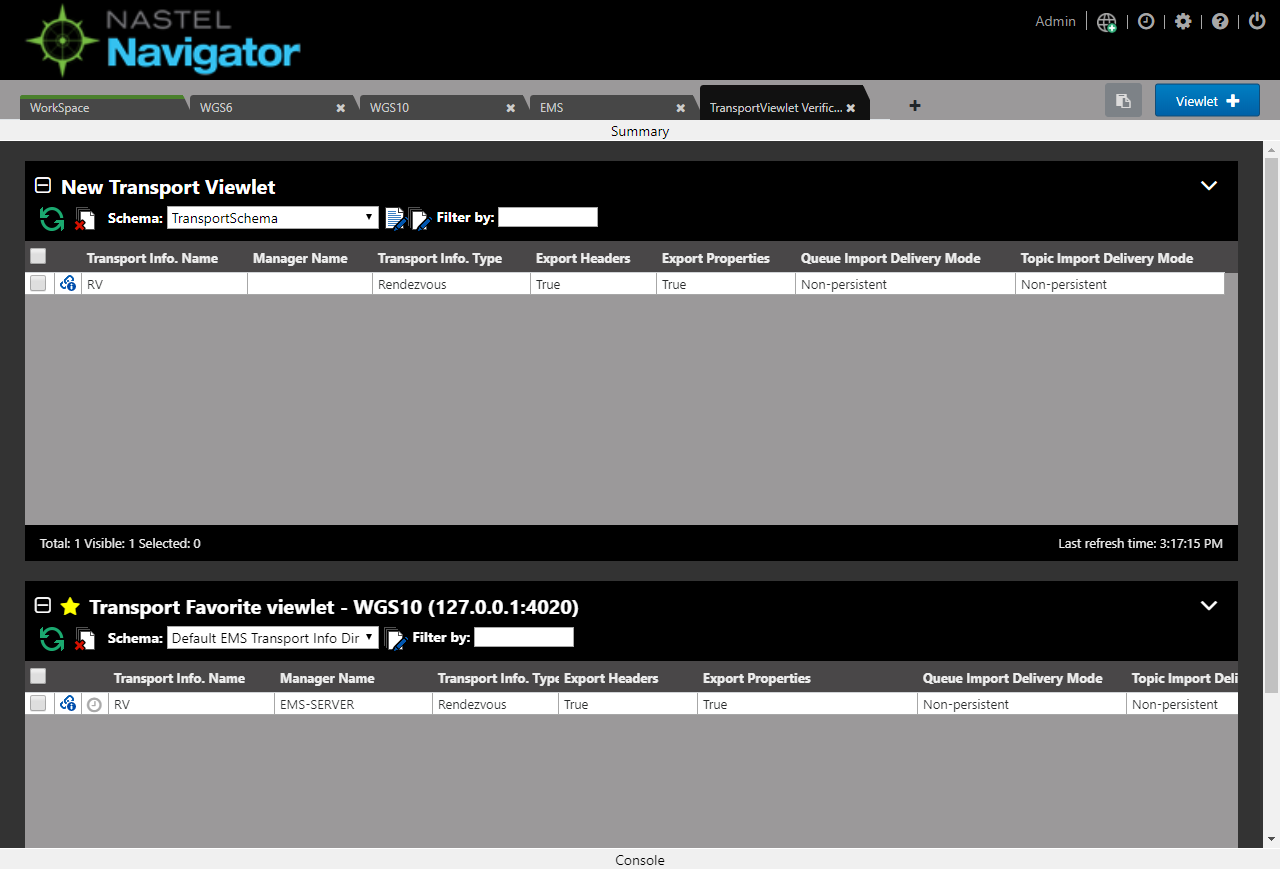 NASTEL
Navigator
Admin
WorkSpace WGS6 WGS10 EMS TransportViewlet Verific... Viewlet
Summary
New Transport Viewlet
Schema: TransportSchema Filter by:
Transport Info. Name Manager Name Transport Info. Type Export Headers Export Properties Queue Import Delivery Mode Topic Import Delivery Mode
RV Rendezvous True True Non-persistent Non-persistent
Total: 1 Visible: 1 Selected: 0 Last refresh time: 3:17:15 PM
Transport Favorite viewlet - WGS10 (127.0.0.1:4020)
Schema: Default EMS Transport Info Dir Filter by:
Transport Info. Name Manager Name Transport Info. Type Export Headers Export Properties Queue Import Delivery Mode Topic Import Deli
RV EMS-SERVER Rendezvous True True Non-persistent Non-persistent
Console